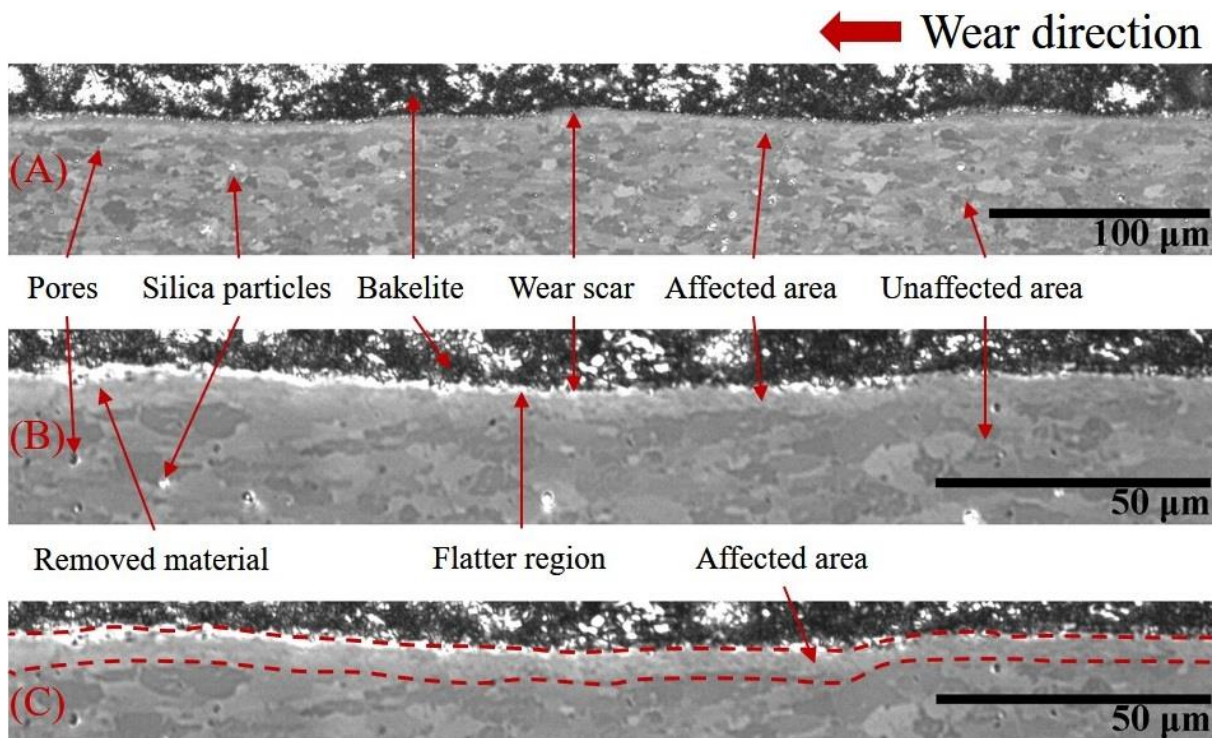 Wear direction
(A)
100 μm
Pores Silica particles Bakelite Wear scar Affected area Unaffected area
(B)
50 μm
Removed material Flatter region Affected area
(C)
50 μm